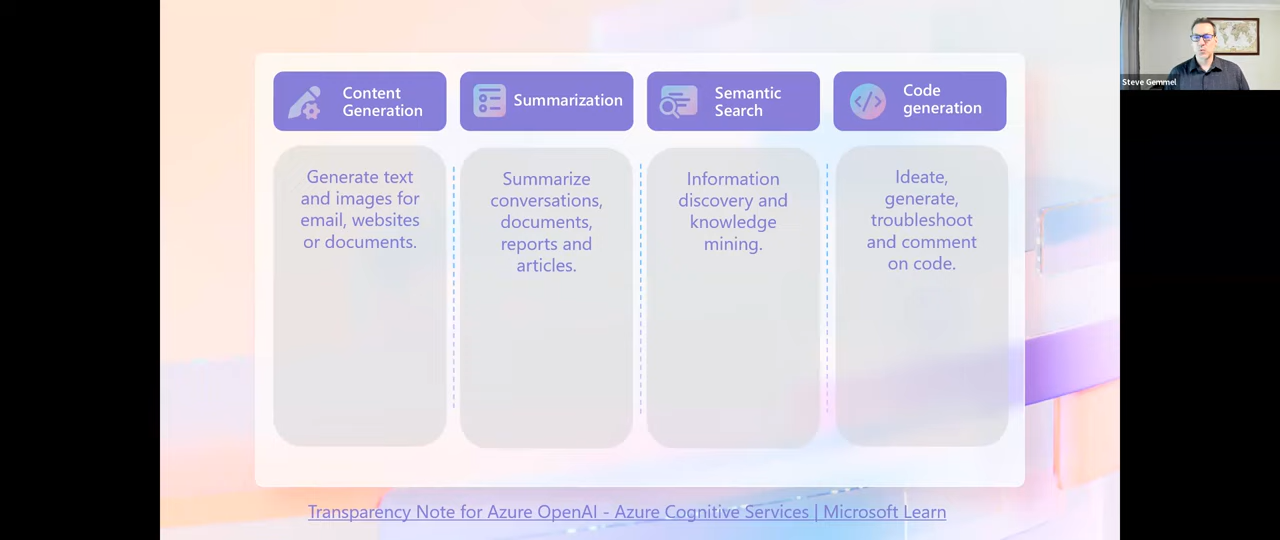 Content
Generation
Summarization
Semantic
Search
Code
generation
Generate text
and images for
email, websites
or documents.
Summarize
conversations,
documents,
reports and
articles.
Information
discovery and
knowledge
mining.
Ideate,
generate,
troubleshoot
and comment
on code.
Transparency Note for Azure OpenAI - Azure Cognitive Services | Microsoft Learn
Steve Gemmel